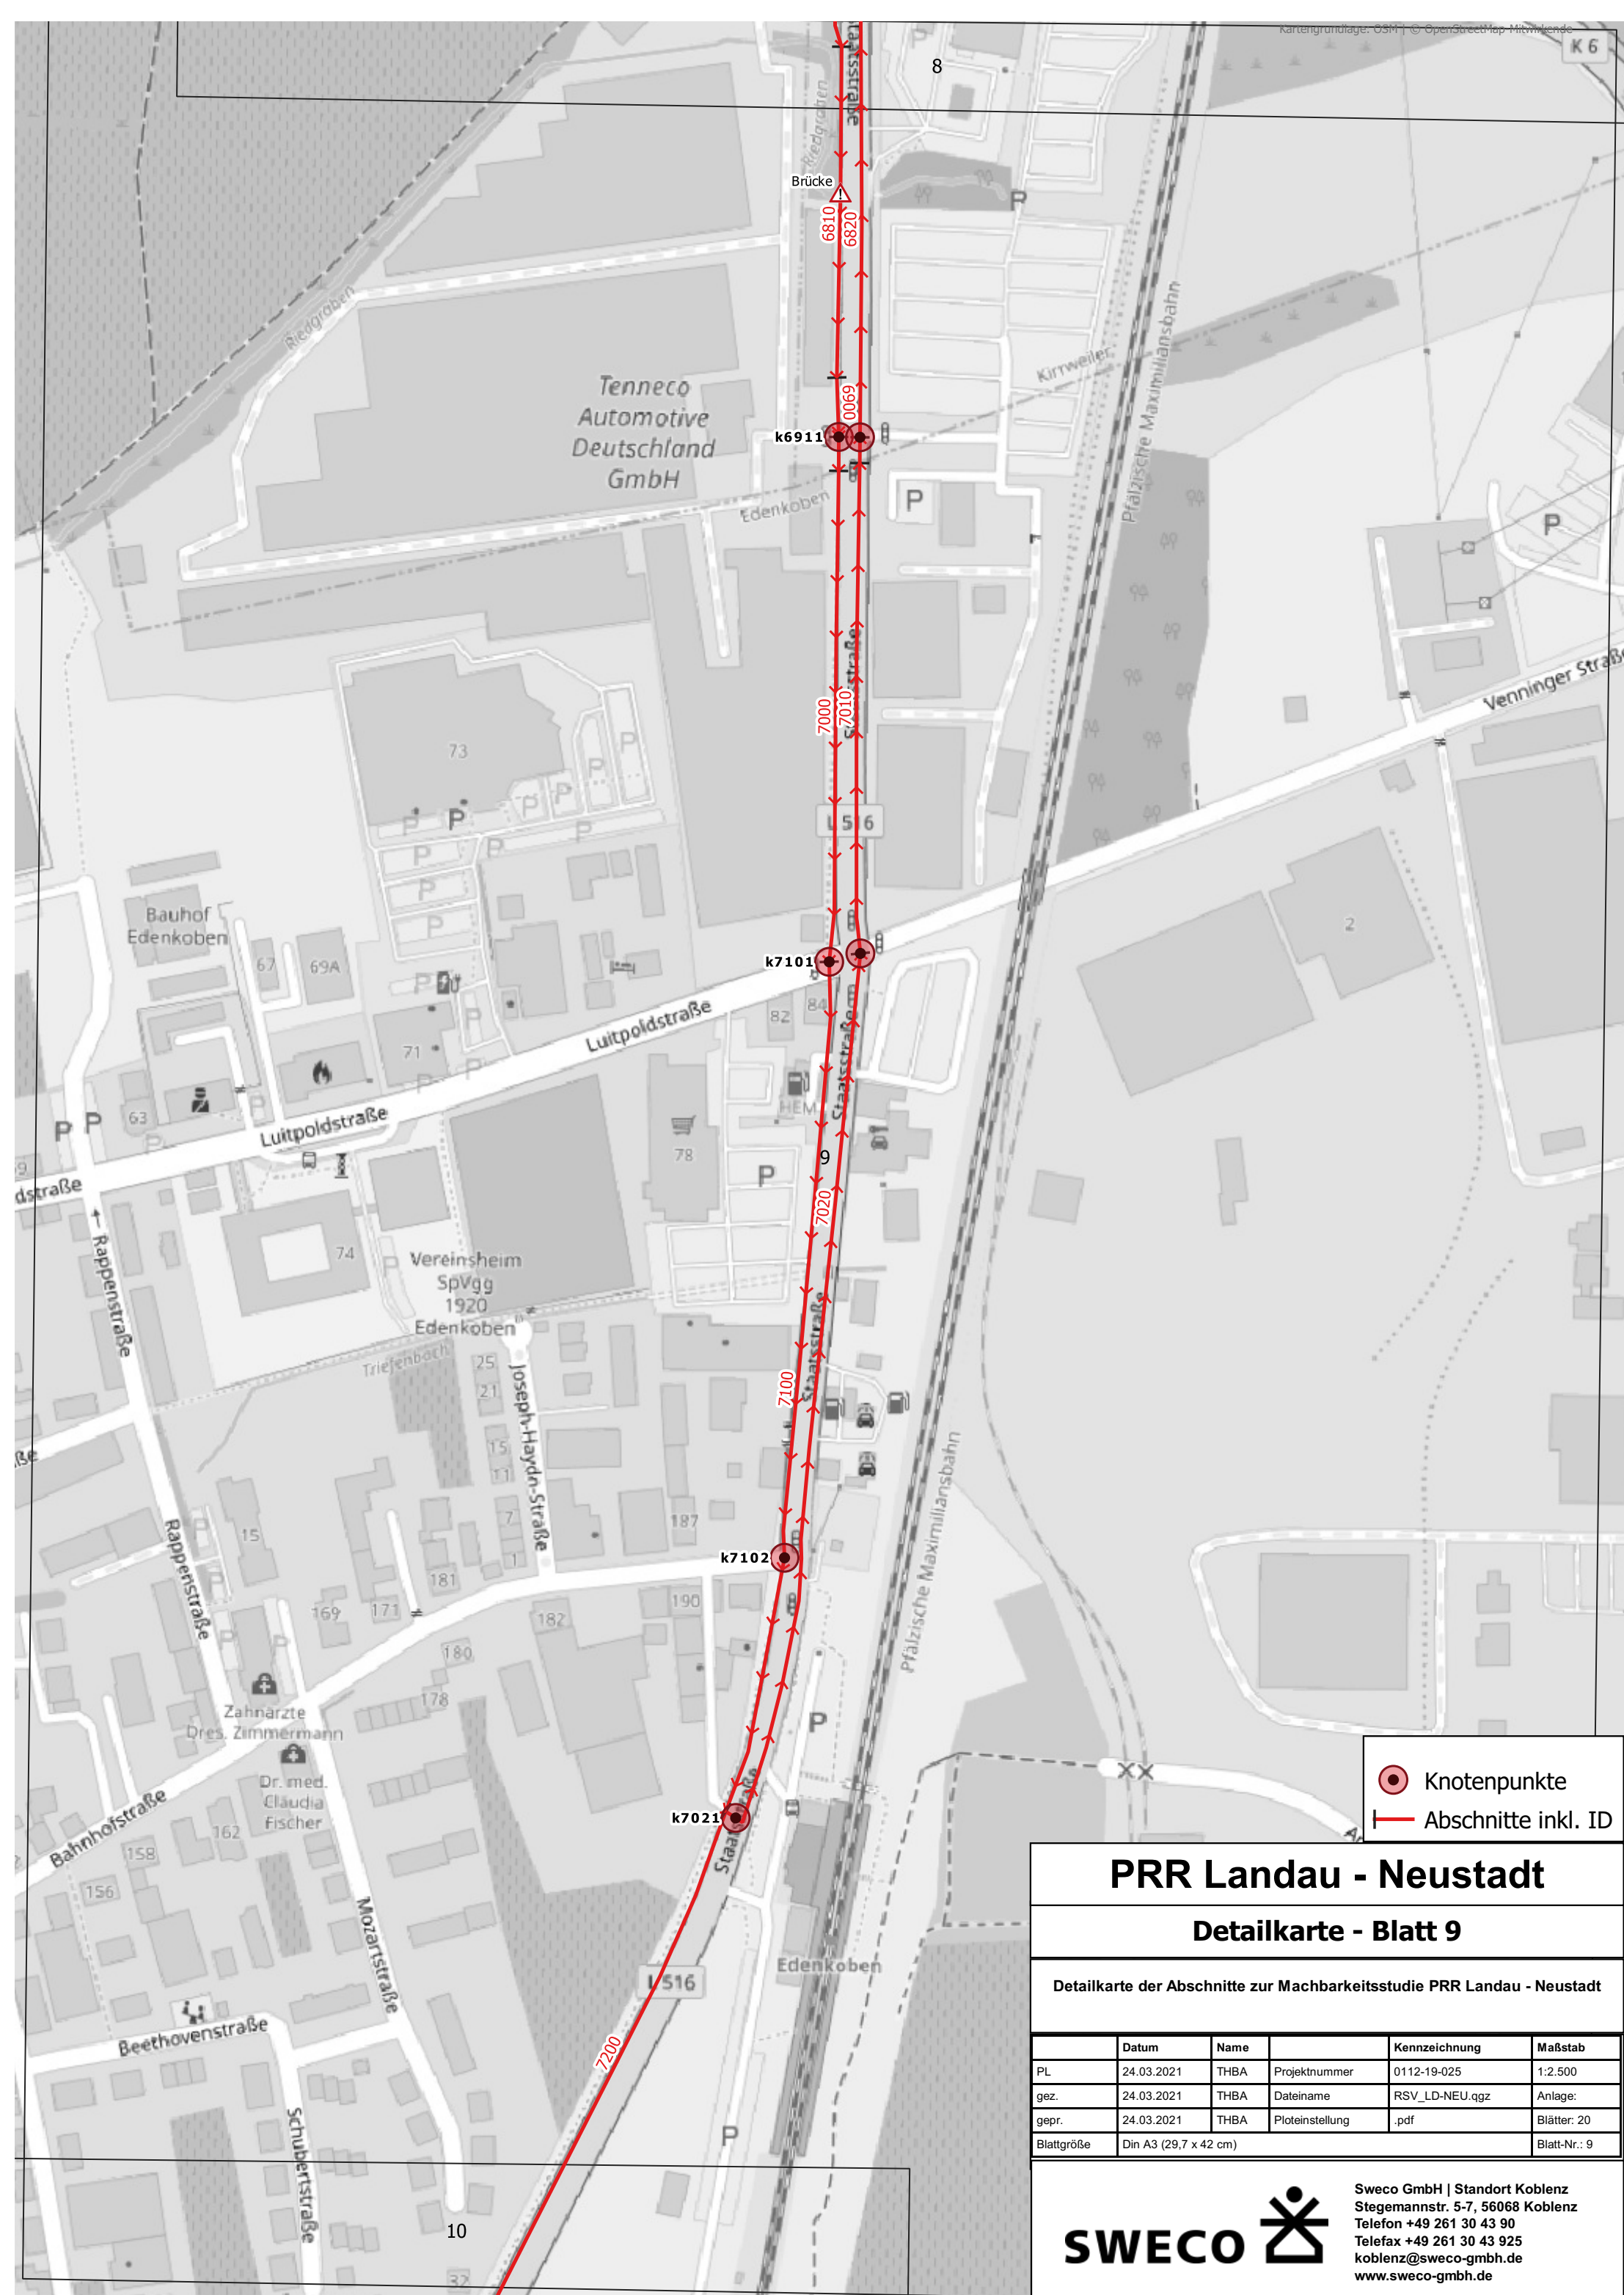 Kartengrundlage: OSM | © OpenStreetMap-Mitwirkende
K 6
8
Staatsstraße
Riedgraben
Brücke
6810
6820
Riedgraben
P
Pfälzische Maximiliansbahn
Kirrweiler
Tenneco
Automotive
Deutschland
GmbH
6900
k6911
Edenkoben
P
P
7000
7010
Staatsstraße
Venninger Straße
73
P
P
P
P
P
P
P
P
P
P
L 516
Bauhof
Edenkoben
67
69A
P
P
2
k7101
84
82
Luitpoldstraße
71
P
P
HEM
Staatsstraße
63
P
P
P
P
Luitpoldstraße
78
P
9
7020
dstraße
Rappenstraße
74
P
Vereinsheim
SpVgg
1920
Edenkoben
Triefenbach
25
21
Joseph-Haydn-Straße
7100
Staatsstraße
15
11
7
1
ße
Rappenstraße
P
P
15
187
k7102
181
169
171
182
190
P
P
180
178
Pfälzische Maximiliansbahn
Zahnärzte
Dres. Zimmermann
Dr. med.
Claudia
Fischer
P
k7021
Staatsstraße
Bahnhofstraße
162
158
156
Mozartstraße
L 516
Edenkoben
7200
Beethovenstraße
Schubertstraße
P
10
32
Knotenpunkte
Abschnitte inkl. ID
PRR Landau - Neustadt
Detailkarte - Blatt 9
Detailkarte der Abschnitte zur Machbarkeitsstudie PRR Landau - Neustadt
Datum Name Kennzeichnung Maßstab
PL 24.03.2021 THBA Projektnummer 0112-19-025 1:2.500
gez. 24.03.2021 THBA Dateiname RSV_LD-NEU.qgz Anlage:
gepr. 24.03.2021 THBA Ploteinstellung .pdf Blätter: 20
Blattgröße Din A3 (29,7 x 42 cm) Blatt-Nr.: 9
SWECO
Sweco GmbH | Standort Koblenz
Stegemannstr. 5-7, 56068 Koblenz
Telefon +49 261 30 43 90
Telefax +49 261 30 43 925
koblenz@sweco-gmbh.de
www.sweco-gmbh.de